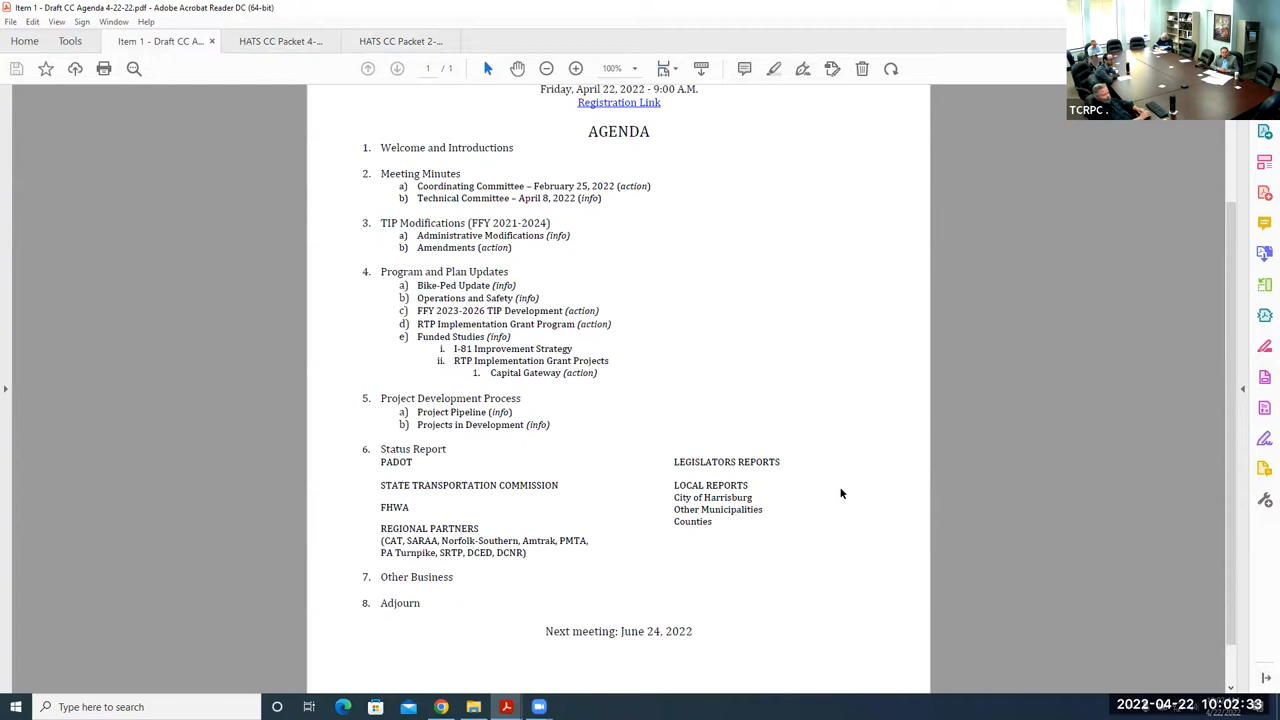 Item 1 - Draft CC Agenda 4-22-22.pdf - Adobe Acrobat Reader DC (64-bit)
File Edit View Sign Window Help
Home Tools Item 1 - Draft CC A... × HATS CC Packet 4-... HATS CC Packet 2-...
1 / 1 100%
TCRPC .
Friday, April 22, 2022 - 9:00 A.M.
Registration Link
AGENDA
1. Welcome and Introductions
2. Meeting Minutes
a) Coordinating Committee – February 25, 2022 (action)
b) Technical Committee – April 8, 2022 (info)
3. TIP Modifications (FFY 2021-2024)
a) Administrative Modifications (info)
b) Amendments (action)
4. Program and Plan Updates
a) Bike-Ped Update (info)
b) Operations and Safety (info)
c) FFY 2023-2026 TIP Development (action)
d) RTP Implementation Grant Program (action)
e) Funded Studies (info)
i. I-81 Improvement Strategy
ii. RTP Implementation Grant Projects
1. Capital Gateway (action)
5. Project Development Process
a) Project Pipeline (info)
b) Projects in Development (info)
6. Status Report
PADOT
STATE TRANSPORTATION COMMISSION
FHWA
REGIONAL PARTNERS
(CAT, SARAA, Norfolk-Southern, Amtrak, PMTA,
PA Turnpike, SRTP, DCED, DCNR)
LEGISLATORS REPORTS
LOCAL REPORTS
City of Harrisburg
Other Municipalities
Counties
7. Other Business
8. Adjourn
Next meeting: June 24, 2022
Type here to search
2022-04-22 10:02:33